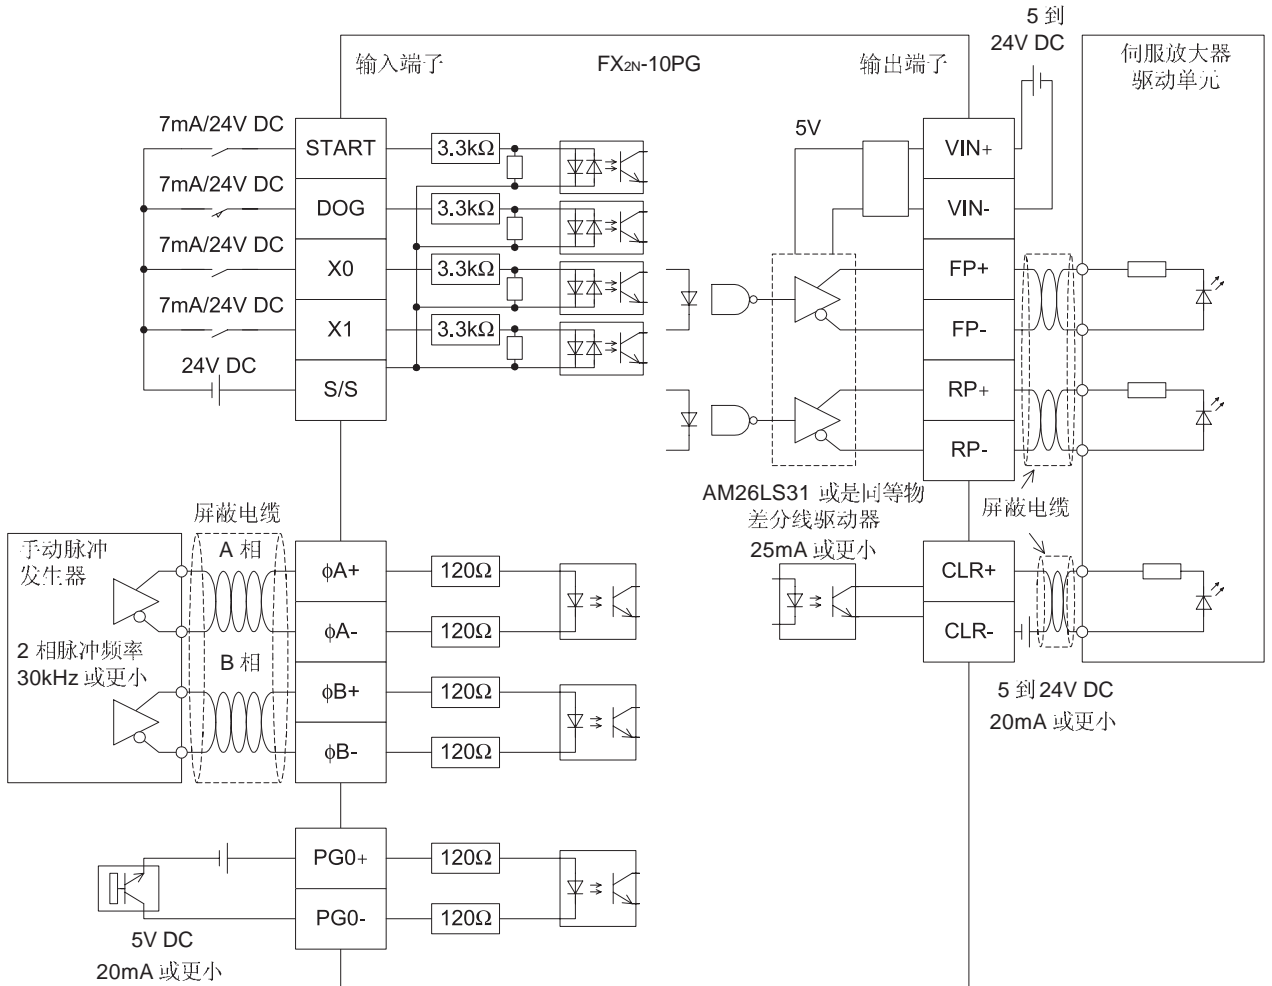 5 到
24V DC
输入端子
FX2N-10PG
输出端子
伺服放大器
驱动单元
7mA/24V DC
START
3.3kΩ
5V
VIN+
7mA/24V DC
DOG
3.3kΩ
VIN-
7mA/24V DC
X0
3.3kΩ
FP+
7mA/24V DC
X1
3.3kΩ
FP-
24V DC
S/S
RP+
RP-
AM26LS31 或是同等物
差分线驱动器
25mA 或更小
屏蔽电缆
屏蔽电缆
手动脉冲
发生器
A 相
ϕA+
120Ω
CLR+
ϕA-
120Ω
CLR-
2 相脉冲频率
30kHz 或更小
B 相
ϕB+
120Ω
5 到 24V DC
20mA 或更小
ϕB-
120Ω
PG0+
120Ω
PG0-
120Ω
5V DC
20mA 或更小